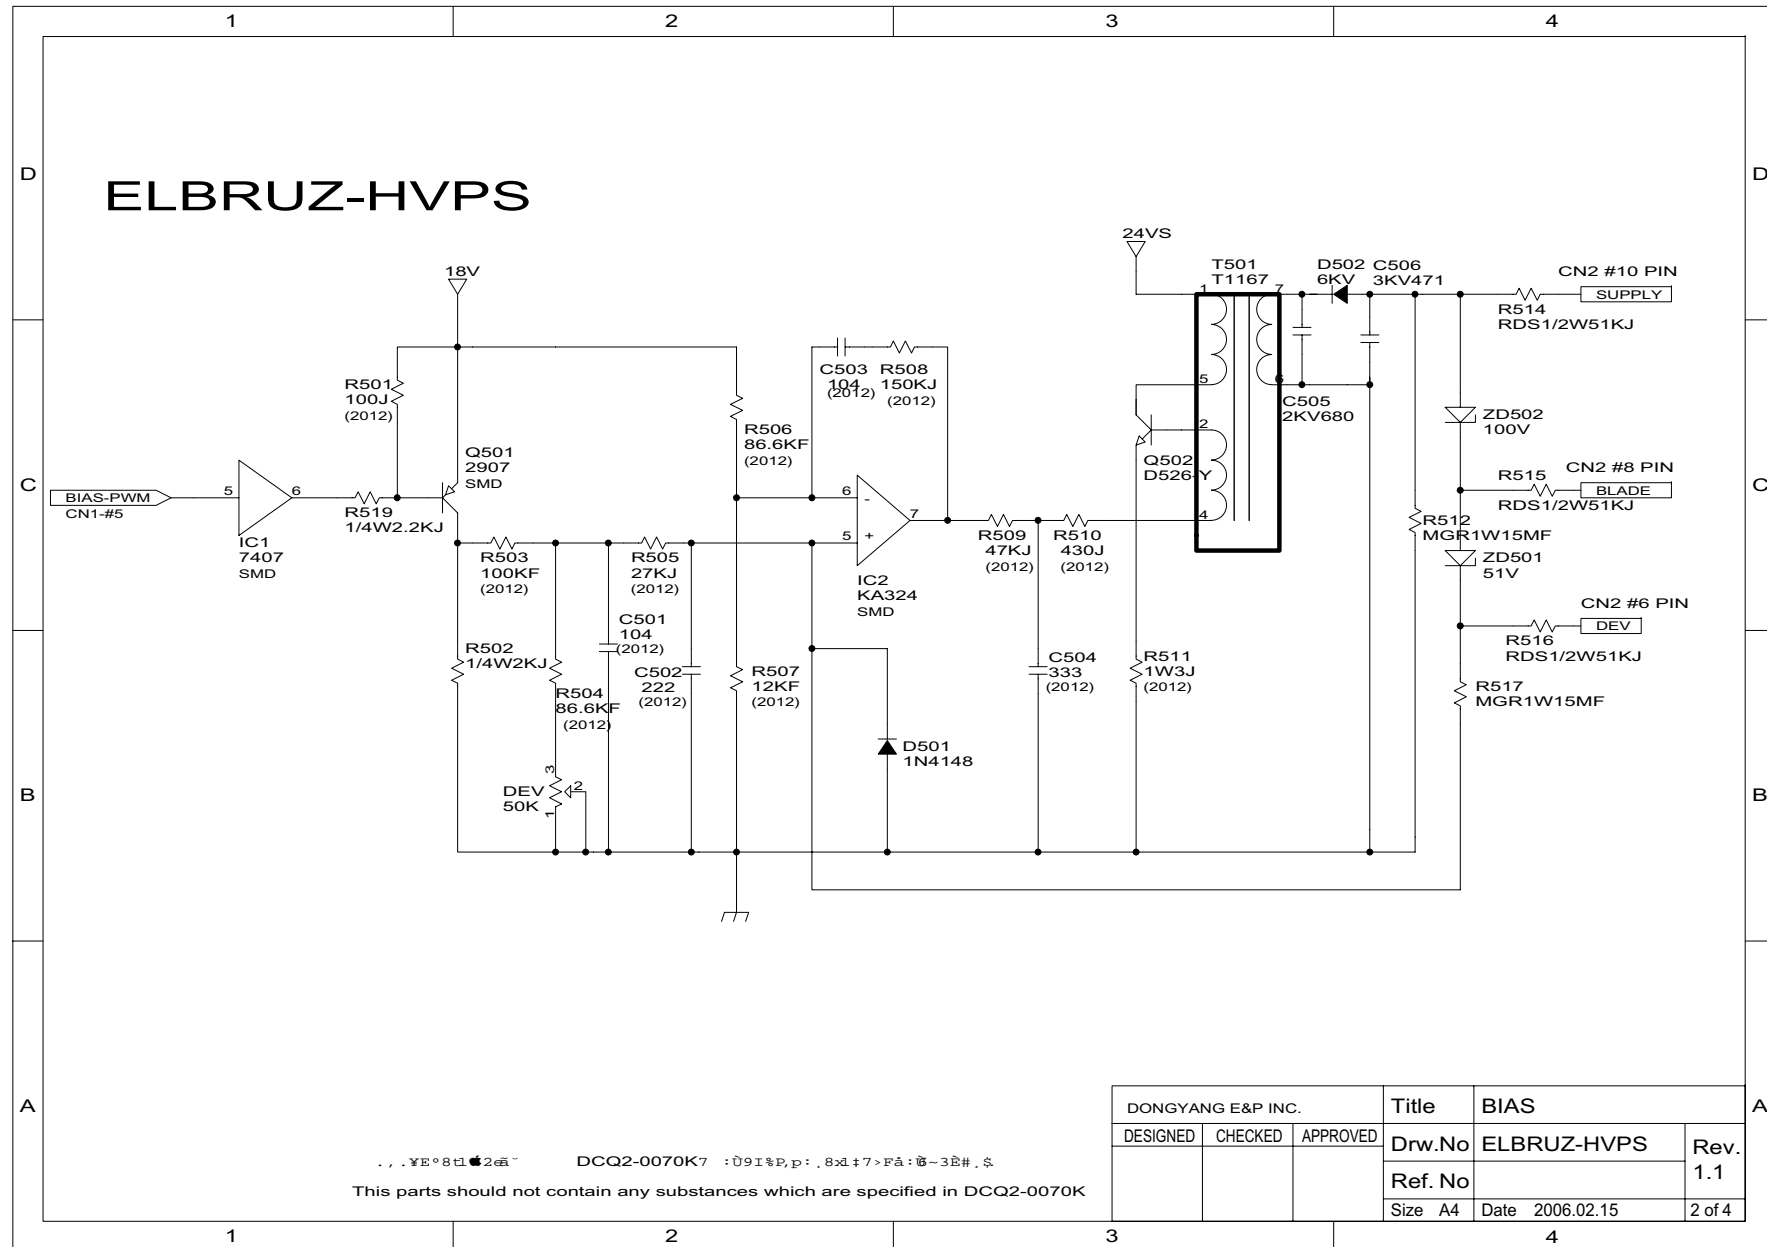 1 2 3 4
D D
ELBRUZ-HVPS
24VS
18V
T501
T1167
D502
6KV
C506
3KV471
CN2 #10 PIN
SUPPLY
R514
RDS1/2W51KJ
1 7
5 6
2
4
C505
2KV680
R501
100J
(2012)
C503
104
(2012)
R508
150KJ
(2012)
R506
86.6KF
(2012)
ZD502
100V
Q501
2907
SMD
Q502
D526-Y
C C
BIAS-PWM
CN1-#5
5 6
IC1
7407
SMD
R519
1/4W2.2KJ
R515
CN2 #8 PIN
BLADE
RDS1/2W51KJ
6 -
5 +
7
IC2
KA324
SMD
R503
100KF
(2012)
R505
27KJ
(2012)
R509
47KJ
(2012)
R510
430J
(2012)
R512
MGR1W15MF
ZD501
51V
CN2 #6 PIN
DEV
R516
RDS1/2W51KJ
C501
104
(2012)
R502
1/4W2KJ
C502
222
(2012)
R507
12KF
(2012)
C504
333
(2012)
R511
1W3J
(2012)
R504
86.6KF
(2012)
R517
MGR1W15MF
D501
1N4148
B B
DEV
50K
3
2
1
A A
DONGYANG E&P INC.
Title BIAS
DESIGNED CHECKED APPROVED
Drw.No ELBRUZ-HVPS
Rev.
1.1
Ref. No
Size A4 Date 2006.02.15 2 of 4
DCQ2-0070K
This parts should not contain any substances which are specified in DCQ2-0070K
1 2 3 4